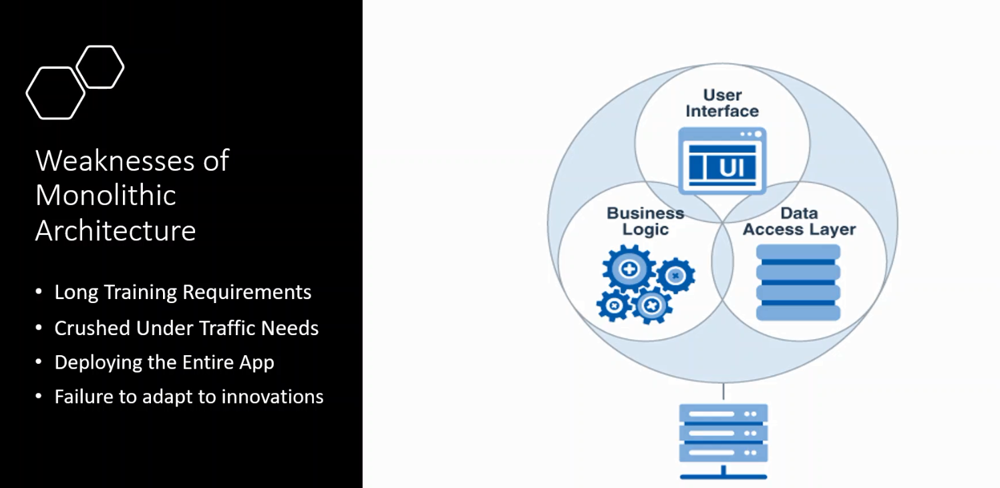 Weaknesses of
Monolithic
Architecture
• Long Training Requirements
• Crushed Under Traffic Needs
• Deploying the Entire App
• Failure to adapt to innovations
User
Interface
UI
Business
Logic
Data
Access Layer